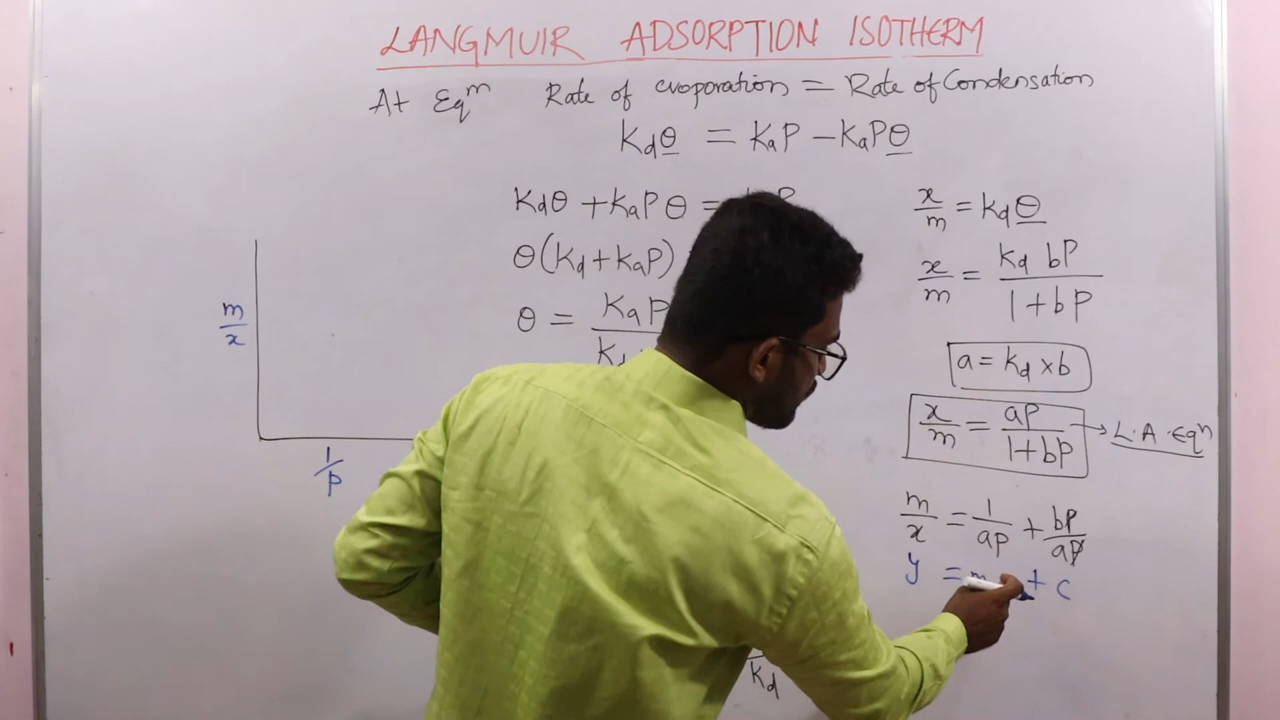 LANGMUIR ADSORPTION ISOTHERM
At Eqᵐ Rate of evoporation = Rate of Condensation
Kdθ = KaP − KaPθ
Kdθ + KaPθ =
θ(Kd + KaP)
θ = KaP /
x/m = Kdθ
x/m = Kd bP / 1+bP
a = Kd × b
x/m = aP / 1+bP → L.A.Eqⁿ
m/x = 1/ap + bP/aP
y = m + c
m/x
1/P
Kd